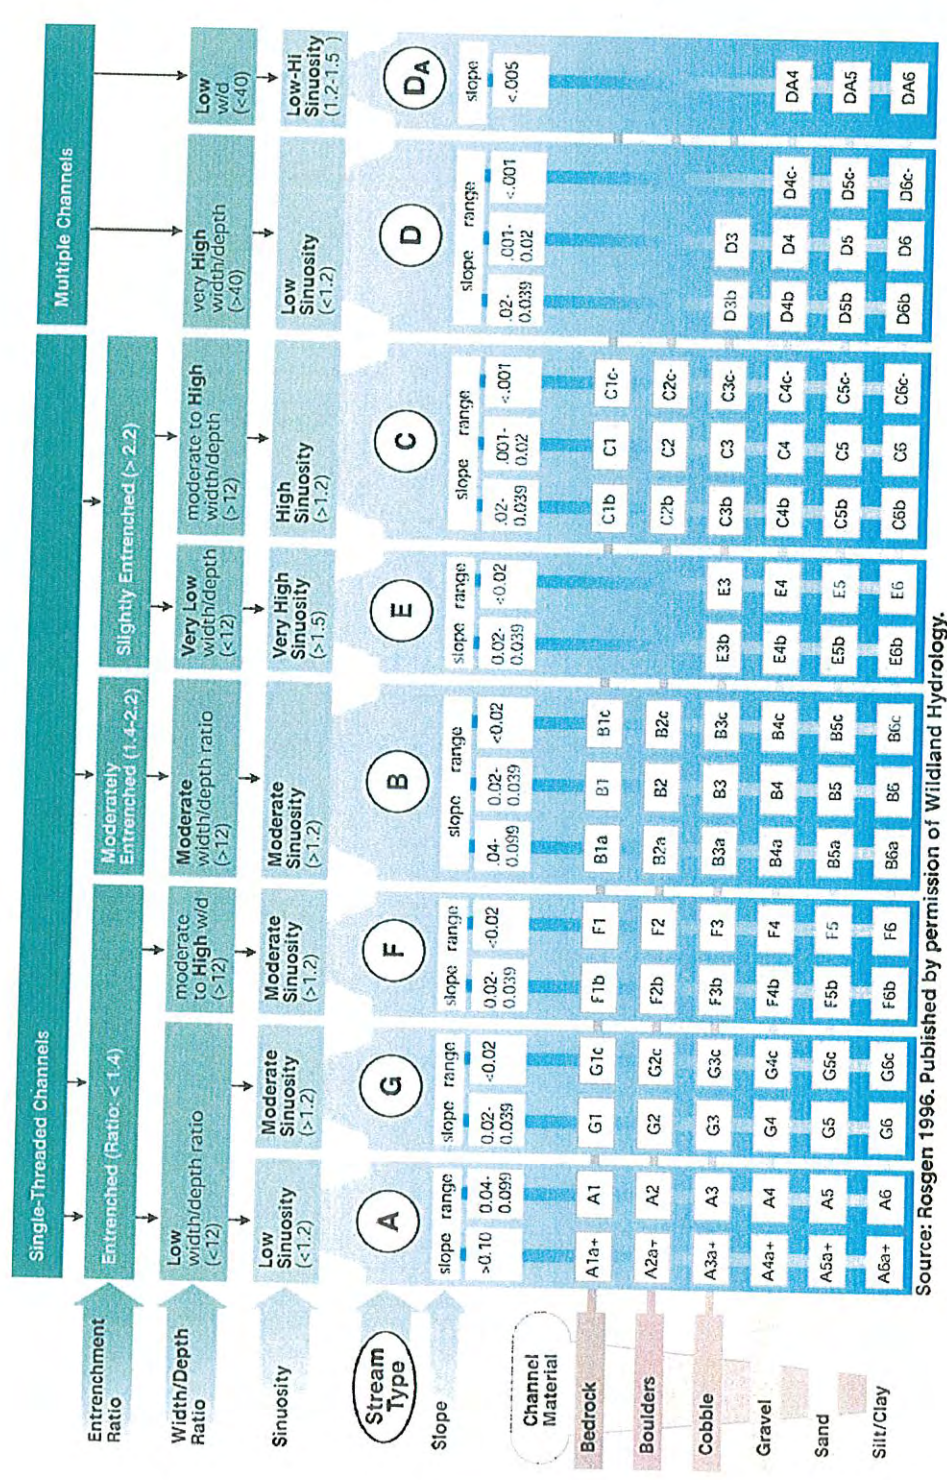 Single-Threaded Channels
Multiple Channels
Entrenchment
Ratio
Entrenched (Ratio: < 1.4)
Moderately
Entrenched (1.4-2.2)
Slightly Entrenched (> 2.2)
Width/Depth
Ratio
Low
width/depth ratio
(<12)
moderate
to High w/d
(>12)
Moderate
width/depth ratio
(>12)
Very Low
width/depth
(<12)
moderate to High
width/depth
(>12)
very High
width/depth
(>40)
Low
w/d
(<40)
Sinuosity
Low
Sinuosity
(<1.2)
Moderate
Sinuosity
(>1.2)
Moderate
Sinuosity
(>1.2)
Moderate
Sinuosity
(>1.2)
Very High
Sinuosity
(>1.5)
High
Sinuosity
(>1.2)
Low
Sinuosity
(<1.2)
Low-Hi
Sinuosity
(1.2-1.5
Stream
Type
A
G
F
B
E
C
D
DA
Slope
slope range
slope range
slope range
slope range
slope range
slope range
slope range
slope
>0.10
0.04-
0.099
0.02-
0.039
<0.02
0.02-
0.039
<0.02
.04-
0.099
0.02-
0.039
<0.02
0.02-
0.039
<0.02
.02-
0.039
.001-
0.02
<.001
.02-
0.039
.001-
0.02
<.001
<.005
Channel
Material
Bedrock
A1a+ A1 G1 G1c F1b F1 B1a B1 B1c C1b C1 C1c-
Boulders
A2a+ A2 G2 G2c F2b F2 B2a B2 B2c C2b C2 C2c-
Cobble
A3a+ A3 G3 G3c F3b F3 B3a B3 B3c E3b E3 C3b C3 C3c- D3b D3
Gravel
A4a+ A4 G4 G4c F4b F4 B4a B4 B4c E4b E4 C4b C4 C4c- D4b D4 D4c- DA4
Sand
A5a+ A5 G5 G5c F5b F5 B5a B5 B5c E5b E5 C5b C5 C5c- D5b D5 D5c- DA5
Silt/Clay
A6a+ A6 G6 G6c F6b F6 B6a B6 B6c E6b E6 C6b C6 C6c- D6b D6 D6c- DA6
Source: Rosgen 1996. Published by permission of Wildland Hydrology.